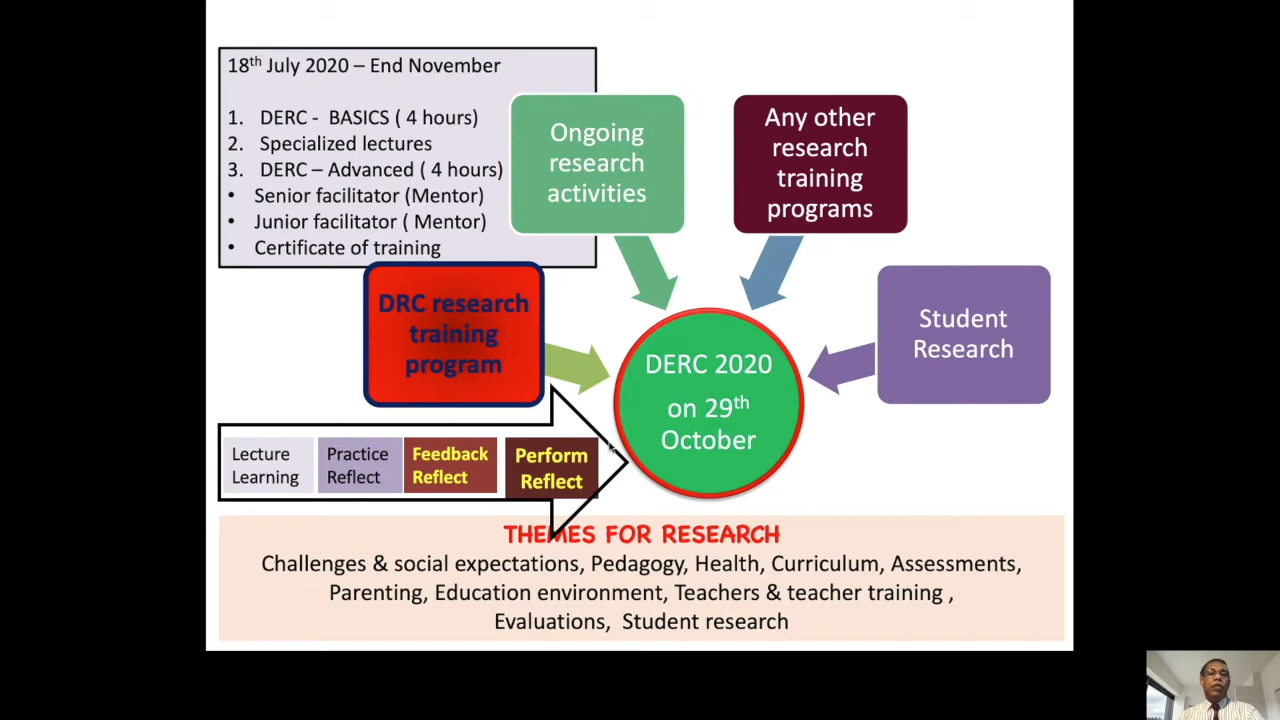 18th July 2020 – End November
1. DERC - BASICS ( 4 hours)
2. Specialized lectures
3. DERC – Advanced ( 4 hours)
• Senior facilitator (Mentor)
• Junior facilitator ( Mentor)
• Certificate of training
Ongoing
research
activities
Any other
research
training
programs
DRC research
training
program
Student
Research
DERC 2020
on 29th
October
Lecture
Learning
Practice
Reflect
Feedback
Reflect
Perform
Reflect
THEMES FOR RESEARCH
Challenges & social expectations, Pedagogy, Health, Curriculum, Assessments,
Parenting, Education environment, Teachers & teacher training ,
Evaluations, Student research